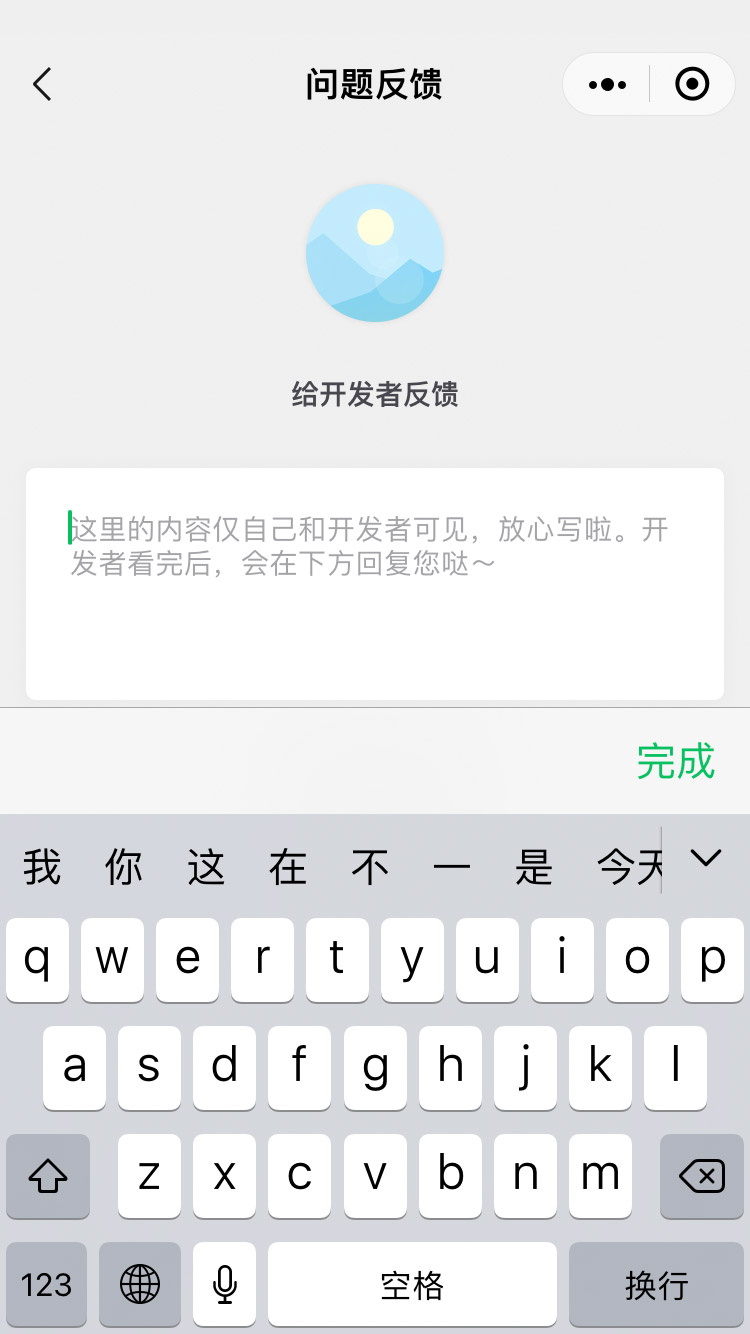 问题反馈
给开发者反馈
这里的内容仅自己和开发者可见，放心写啦。开
发者看完后，会在下方回复您哒～
完成
我 你 这 在 不 一 是 今天
q w e r t y u i o p
a s d f g h j k l
z x c v b n m
123 空格 换行